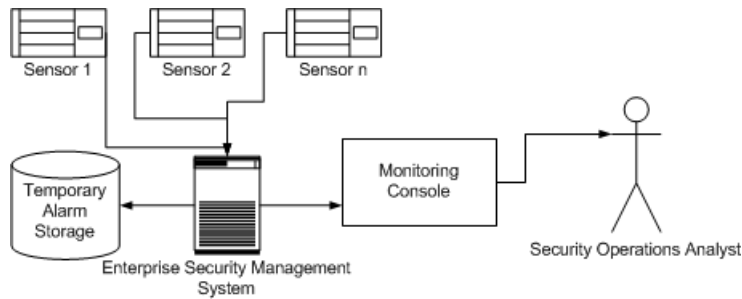 Sensor 1
Sensor 2
Sensor n
Temporary
Alarm
Storage
Monitoring
Console
Enterprise Security Management
System
Security Operations Analyst